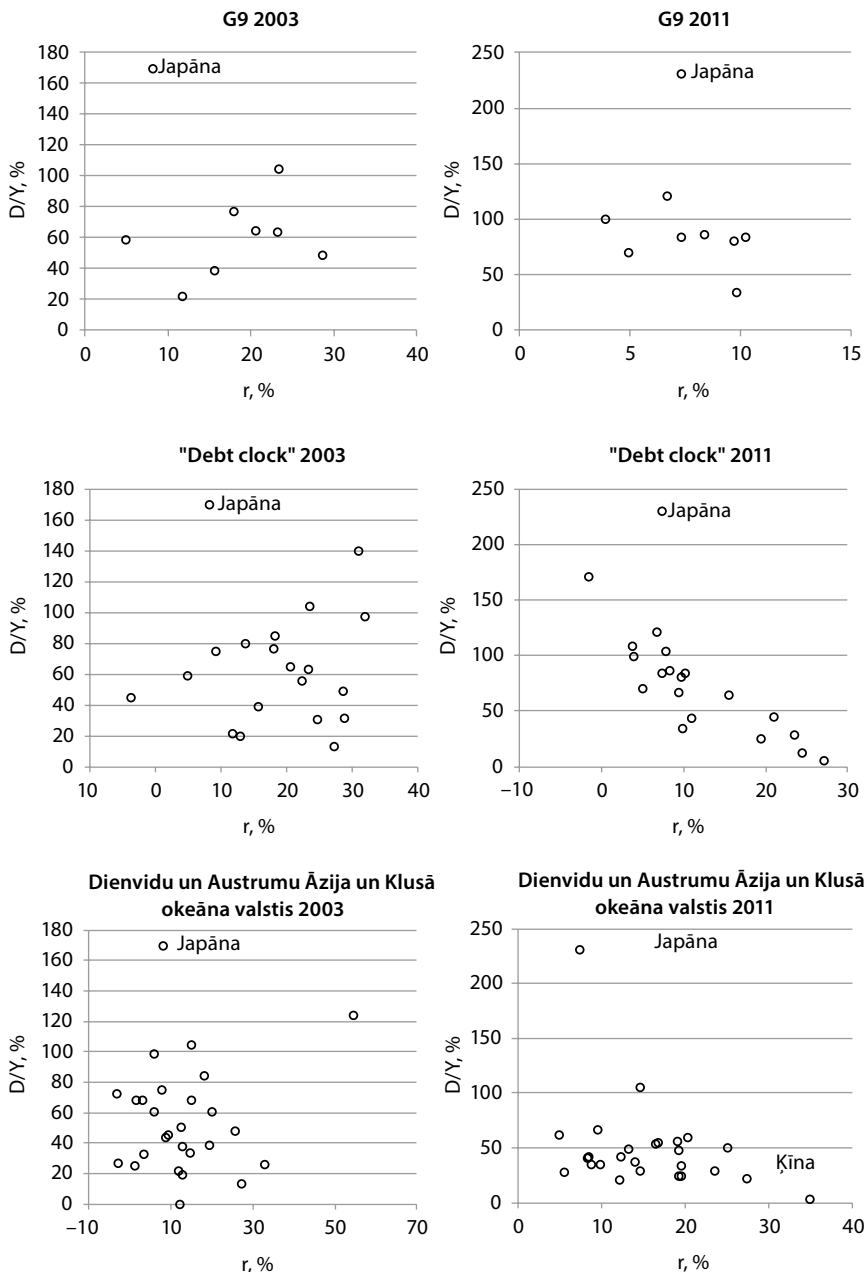 G9 2003
180
160
140
120
100
80
60
40
20
0
D/Y, %
Japāna
0 10 20 30 40
r, %
G9 2011
250
200
150
100
50
0
D/Y, %
Japāna
0 5 10 15
r, %
"Debt clock" 2003
180
160
140
120
100
80
60
40
20
0
D/Y, %
Japāna
10 0 10 20 30 40
r, %
"Debt clock" 2011
250
200
150
100
50
0
D/Y, %
Japāna
–10 0 10 20 30
r, %
Dienvidu un Austrumu Āzija un Klusā
okeāna valstis 2003
180
160
140
120
100
80
60
40
20
0
D/Y, %
Japāna
–10 10 30 50 70
r, %
Dienvidu un Austrumu Āzija un Klusā
okeāna valstis 2011
250
200
150
100
50
0
D/Y, %
Japāna
Ķīna
0 10 20 30 40
r, %